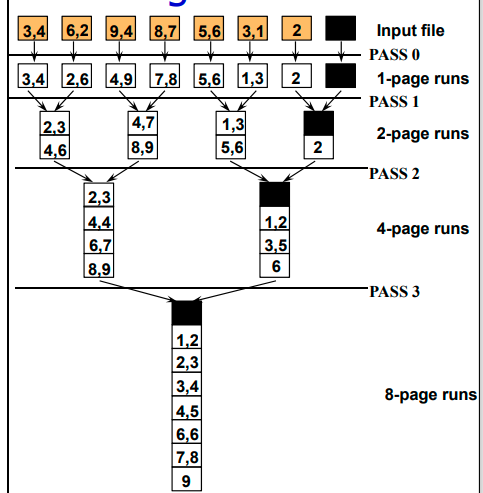 3,4 6,2 9,4 8,7 5,6 3,1 2 Input file
PASS 0
3,4 2,6 4,9 7,8 5,6 1,3 2 1-page runs
PASS 1
2,3 4,7 1,3 2-page runs
4,6 8,9 5,6 2
PASS 2
2,3
4,4 1,2 4-page runs
6,7 3,5
8,9 6
PASS 3
1,2
2,3
3,4 8-page runs
4,5
6,6
7,8
9